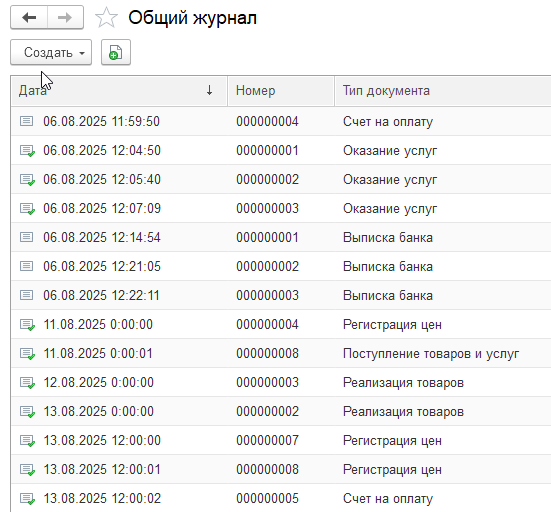 Общий журнал
Создать
Дата Номер Тип документа
06.08.2025 11:59:50 000000004 Счет на оплату
06.08.2025 12:04:50 000000001 Оказание услуг
06.08.2025 12:05:40 000000002 Оказание услуг
06.08.2025 12:07:09 000000003 Оказание услуг
06.08.2025 12:14:54 000000001 Выписка банка
06.08.2025 12:21:05 000000002 Выписка банка
06.08.2025 12:22:11 000000003 Выписка банка
11.08.2025 0:00:00 000000004 Регистрация цен
11.08.2025 0:00:01 000000008 Поступление товаров и услуг
12.08.2025 0:00:00 000000003 Реализация товаров
13.08.2025 0:00:00 000000002 Реализация товаров
13.08.2025 12:00:00 000000007 Регистрация цен
13.08.2025 12:00:01 000000008 Регистрация цен
13.08.2025 12:00:02 000000005 Счет на оплату